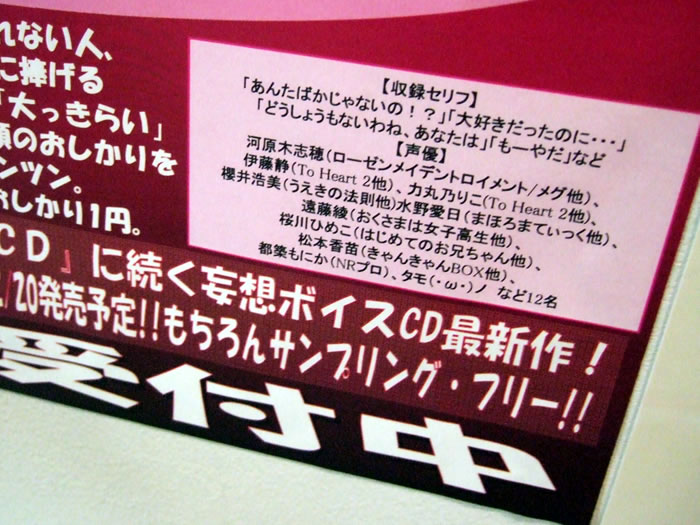 れない人、
に捧げる
「大っきらい」
頭のおしかりを
ンツン。
おしかり1円。
【収録セリフ】
「あんたばかじゃないの！？」「大好きだったのに・・・」
「どうしょうもないわね、あなたは」「もーやだ」など
【声優】
河原木志穂(ローゼンメイデントロイメント/メグ他)、
伊藤静(To Heart 2他)、力丸乃りこ(To Heart 2他)、
櫻井浩美(うえきの法則他)水野愛日(まほろまてぃっく他)、
遠藤綾(おくさまは女子高生他)、
桜川ひめこ(はじめてのお兄ちゃん他)、
松本香苗(きゃんきゃんBOX他)、
都築もにか(NRプロ)、タモ(・ω・)ノ など12名
CD』に続く妄想ボイスCD最新作！
/20発売予定!!もちろんサンプリング・フリー!!
受付中